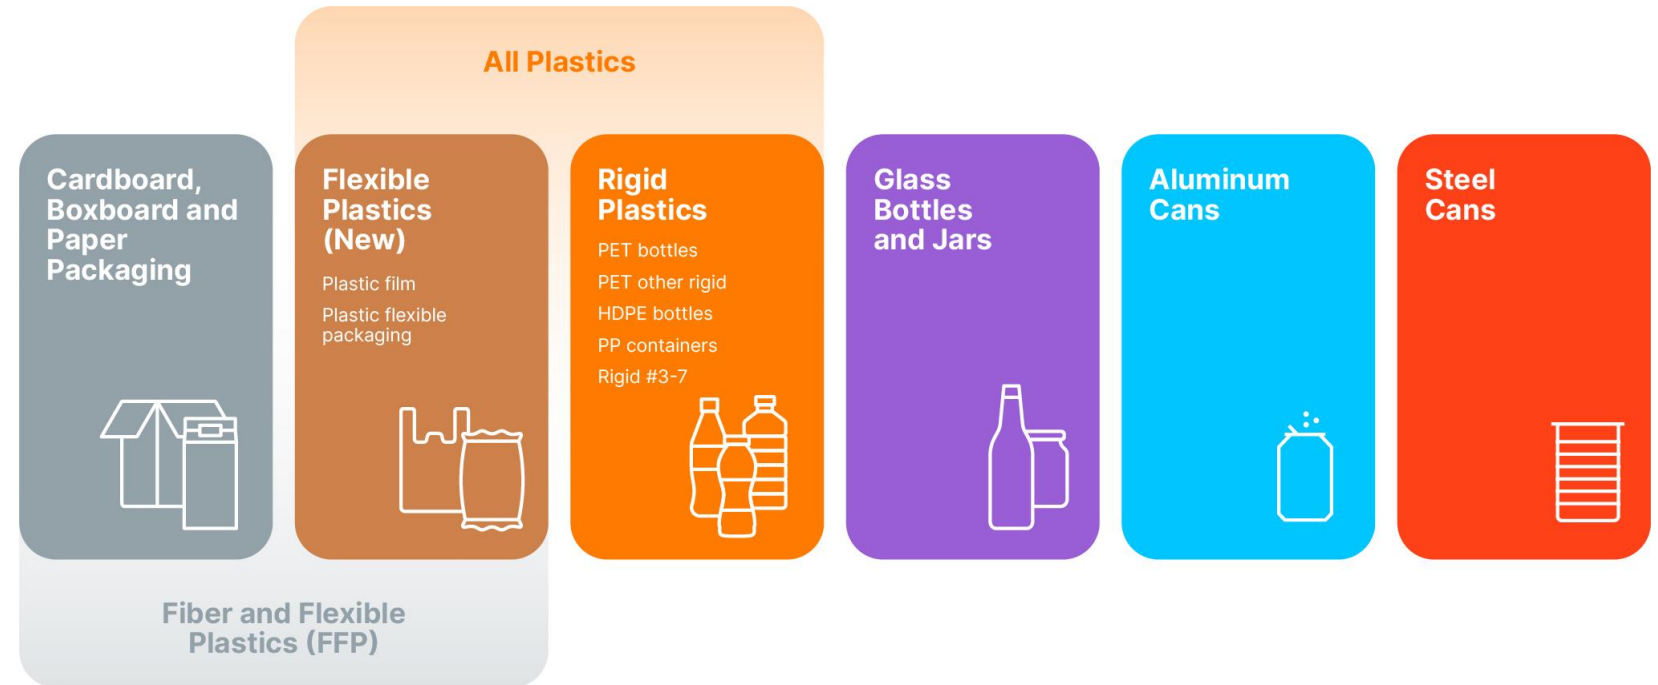 All Plastics
Cardboard,
Boxboard and
Paper
Packaging
Flexible
Plastics
(New)
Plastic film
Plastic flexible
packaging
Rigid
Plastics
PET bottles
PET other rigid
HDPE bottles
PP containers
Rigid #3-7
Glass
Bottles
and Jars
Aluminum
Cans
Steel
Cans
Fiber and Flexible
Plastics (FFP)